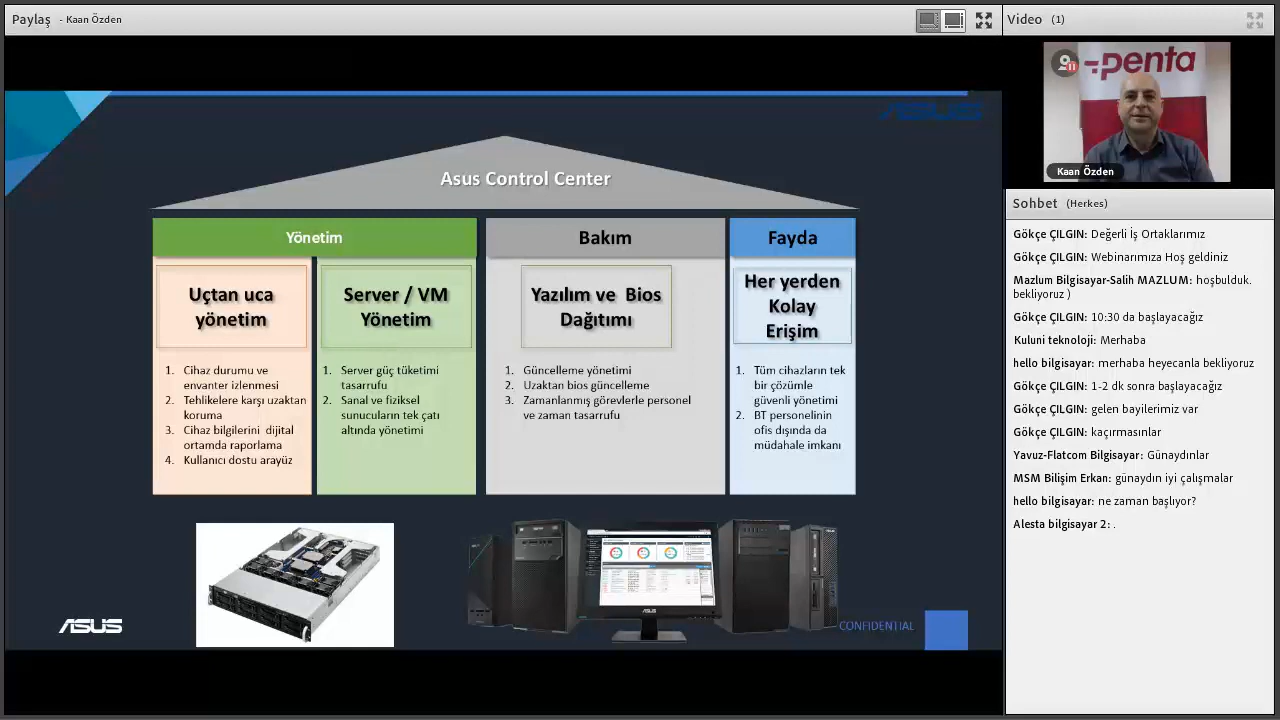 Paylaş - Kaan Özden
ASUS
Asus Control Center
Yönetim
Bakım
Fayda
Uçtan uca
yönetim
Server / VM
Yönetim
Yazılım ve Bios
Dağıtımı
Her yerden
Kolay
Erişim
1. Cihaz durumu ve
envanter izlenmesi
2. Tehlikelere karşı uzaktan
koruma
3. Cihaz bilgilerini dijital
ortamda raporlama
4. Kullanıcı dostu arayüz
1. Server güç tüketimi
tasarrufu
2. Sanal ve fiziksel
sunucuların tek çatı
altında yönetimi
1. Güncelleme yönetimi
2. Uzaktan bios güncelleme
3. Zamanlanmış görevlerle personel
ve zaman tasarrufu
1. Tüm cihazların tek
bir çözümle
güvenli yönetimi
2. BT personelinin
ofis dışında da
müdahale imkanı
ASUS
ASUS
CONFIDENTIAL
Video (1)
penta
Kaan Özden
Sohbet (Herkes)
Gökçe ÇILGIN: Değerli İş Ortaklarımız
Gökçe ÇILGIN: Webinarımıza Hoş geldiniz
Mazlum Bilgisayar-Salih MAZLUM: hoşbulduk.
bekliyoruz )
Gökçe ÇILGIN: 10:30 da başlayacağız
Kuluni teknoloji: Merhaba
hello bilgisayar: merhaba heyecanla bekliyoruz
Gökçe ÇILGIN: 1-2 dk sonra başlayacağız
Gökçe ÇILGIN: gelen bayilerimiz var
Gökçe ÇILGIN: kaçırmasınlar
Yavuz-Flatcom Bilgisayar: Günaydınlar
MSM Bilişim Erkan: günaydın iyi çalışmalar
hello bilgisayar: ne zaman başlıyor?
Alesta bilgisayar 2: .